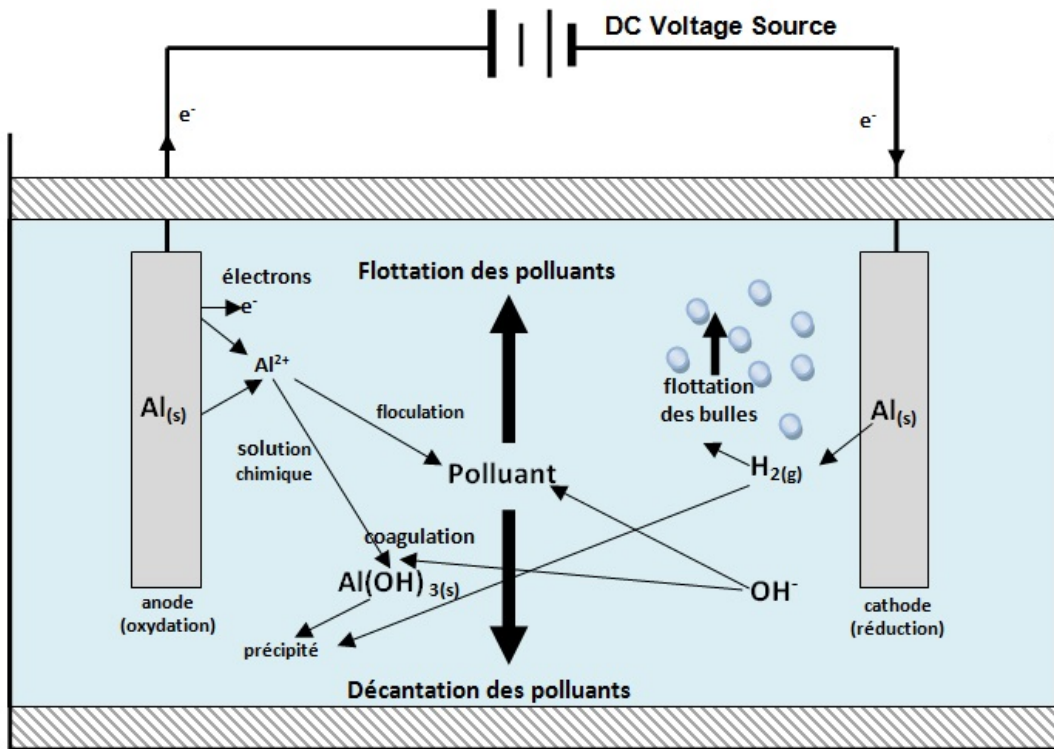 DC Voltage Source
e-
e-
électrons
e-
Flottation des polluants
Al2+
Al(s)
floculation
flottation
des bulles
Al(s)
solution
chimique
Polluant
H2(g)
coagulation
Al(OH) 3(s)
OH-
anode
(oxydation)
cathode
(réduction)
précipité
Décantation des polluants